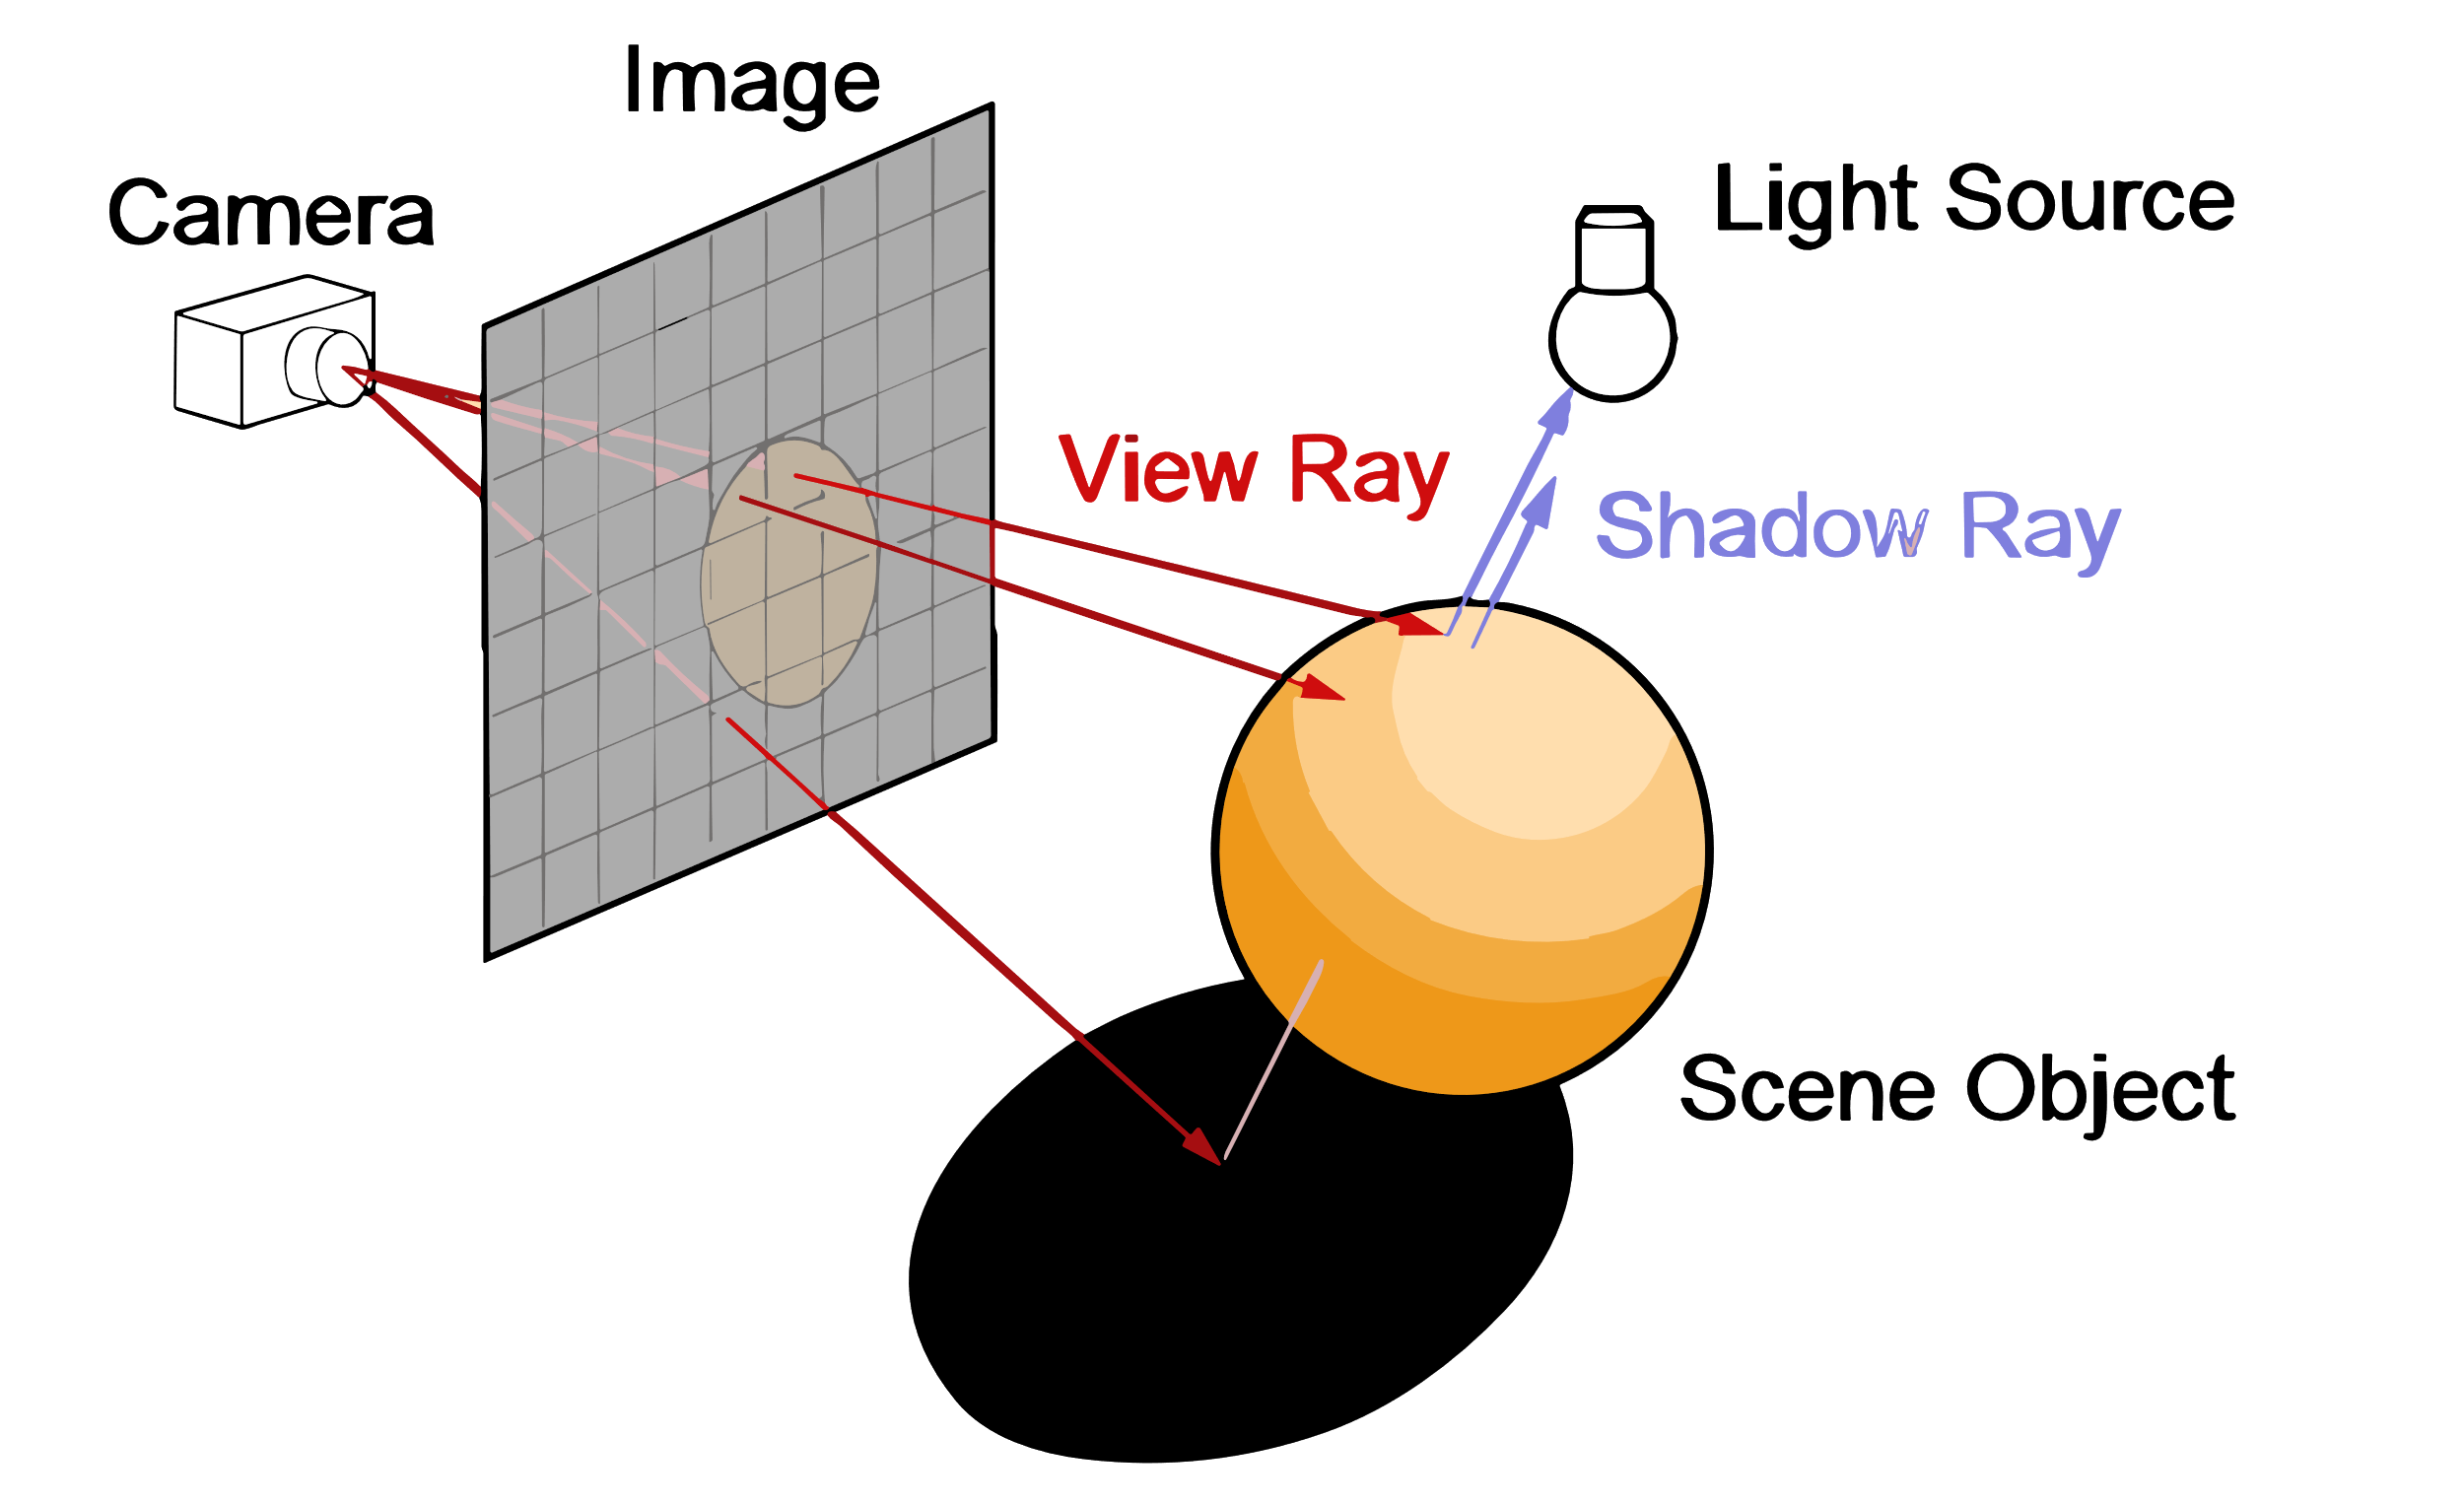 Image
Camera
Light Source
View Ray
Shadow Ray
Scene Object